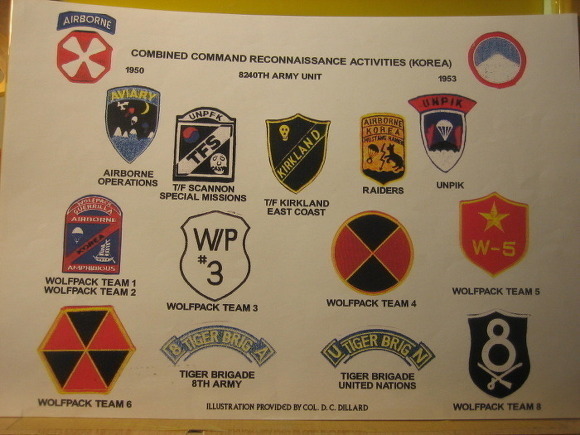 AIRBORNE
COMBINED COMMAND RECONNAISSANCE ACTIVITIES (KOREA)
1950
8240TH ARMY UNIT
1953
AVIARY
AIRBORNE
OPERATIONS
UNPFK
TFS
T/F SCANNON
SPECIAL MISSIONS
KIRKLAND
T/F KIRKLAND
EAST COAST
AIRBORNE
KOREA
RAIDERS
UNPIK
UNPIK
WOLFPACK
GUERRILLA
AIRBORNE
KOREA
AMPHIBIOUS
WOLFPACK TEAM 1
WOLFPACK TEAM 2
W/P
#3
WOLFPACK TEAM 3
WOLFPACK TEAM 4
W-5
WOLFPACK TEAM 5
WOLFPACK TEAM 6
8 TIGER BRIG A
TIGER BRIGADE
8TH ARMY
U TIGER BRIG N
TIGER BRIGADE
UNITED NATIONS
8
WOLFPACK TEAM 8
ILLUSTRATION PROVIDED BY COL. D. C. DILLARD